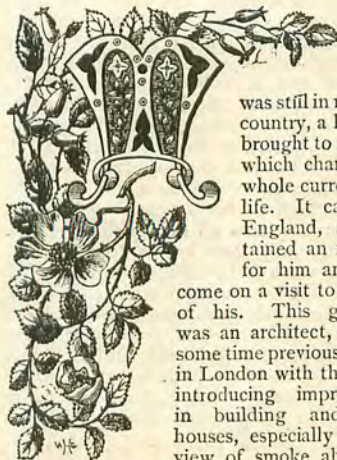 was still in
country, a
brought to
which chan
whole curre
life. It ca
England,
tained an
for him an
come on a visit to
of his. This g
was an architect,
some time previous
in London with th
introducing impr
in building and
houses, especially
view of smoke ab